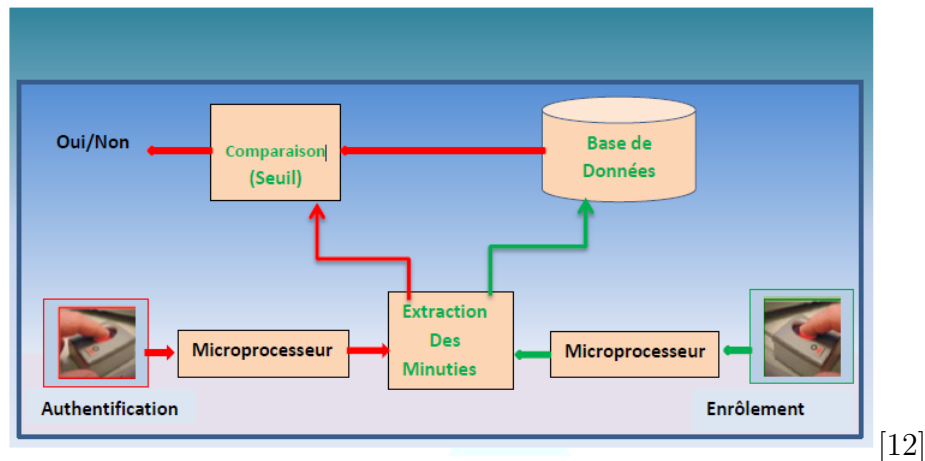 Oui/Non
Comparaison
(Seuil)
Base de
Données
Extraction
Des
Minuties
Microprocesseur
Microprocesseur
Authentification
Enrôlement
[12]